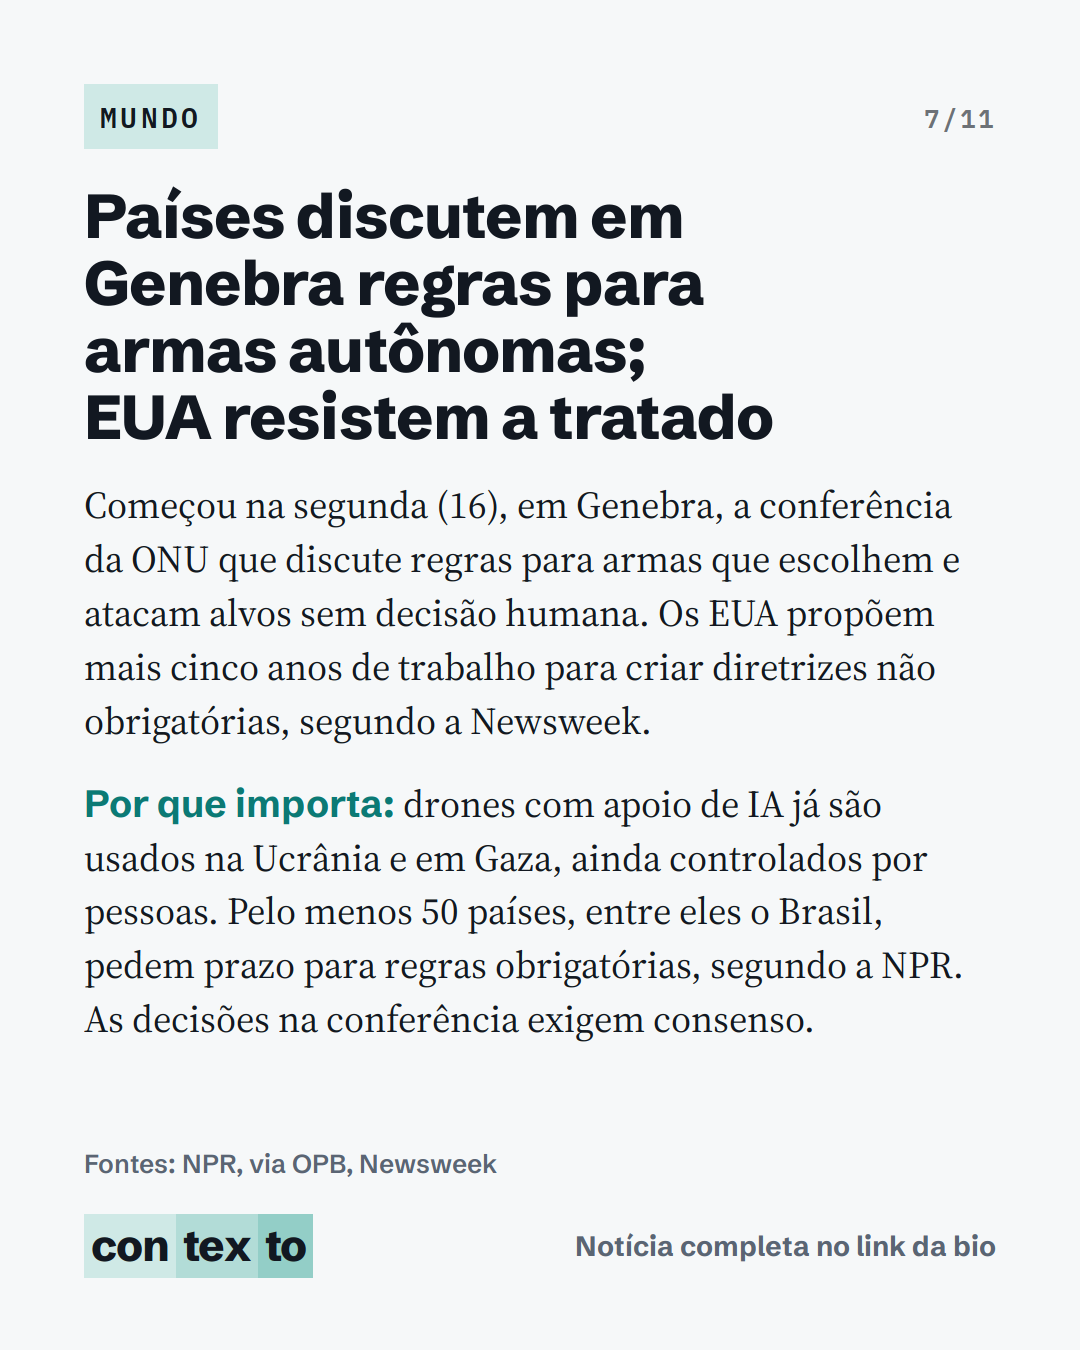 MUNDO
7/11
Países discutem em
Genebra regras para
armas autônomas;
EUA resistem a tratado
Começou na segunda (16), em Genebra, a conferência
da ONU que discute regras para armas que escolhem e
atacam alvos sem decisão humana. Os EUA propõem
mais cinco anos de trabalho para criar diretrizes não
obrigatórias, segundo a Newsweek.
Por que importa: drones com apoio de IA já são
usados na Ucrânia e em Gaza, ainda controlados por
pessoas. Pelo menos 50 países, entre eles o Brasil,
pedem prazo para regras obrigatórias, segundo a NPR.
As decisões na conferência exigem consenso.
Fontes: NPR, via OPB, Newsweek
con tex to
Notícia completa no link da bio